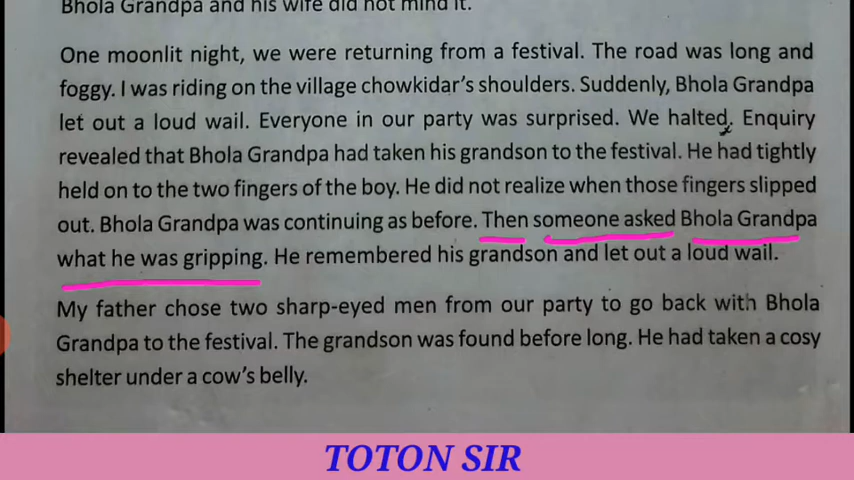 Bhola Grandpa and his wife did not mind it.
One moonlit night, we were returning from a festival. The road was long and
foggy. I was riding on the village chowkidar's shoulders. Suddenly, Bhola Grandpa
let out a loud wail. Everyone in our party was surprised. We halted. Enquiry
revealed that Bhola Grandpa had taken his grandson to the festival. He had tightly
held on to the two fingers of the boy. He did not realize when those fingers slipped
out. Bhola Grandpa was continuing as before. Then someone asked Bhola Grandpa
what he was gripping. He remembered his grandson and let out a loud wail.
My father chose two sharp-eyed men from our party to go back with Bhola
Grandpa to the festival. The grandson was found before long. He had taken a cosy
shelter under a cow's belly.
TOTON SIR